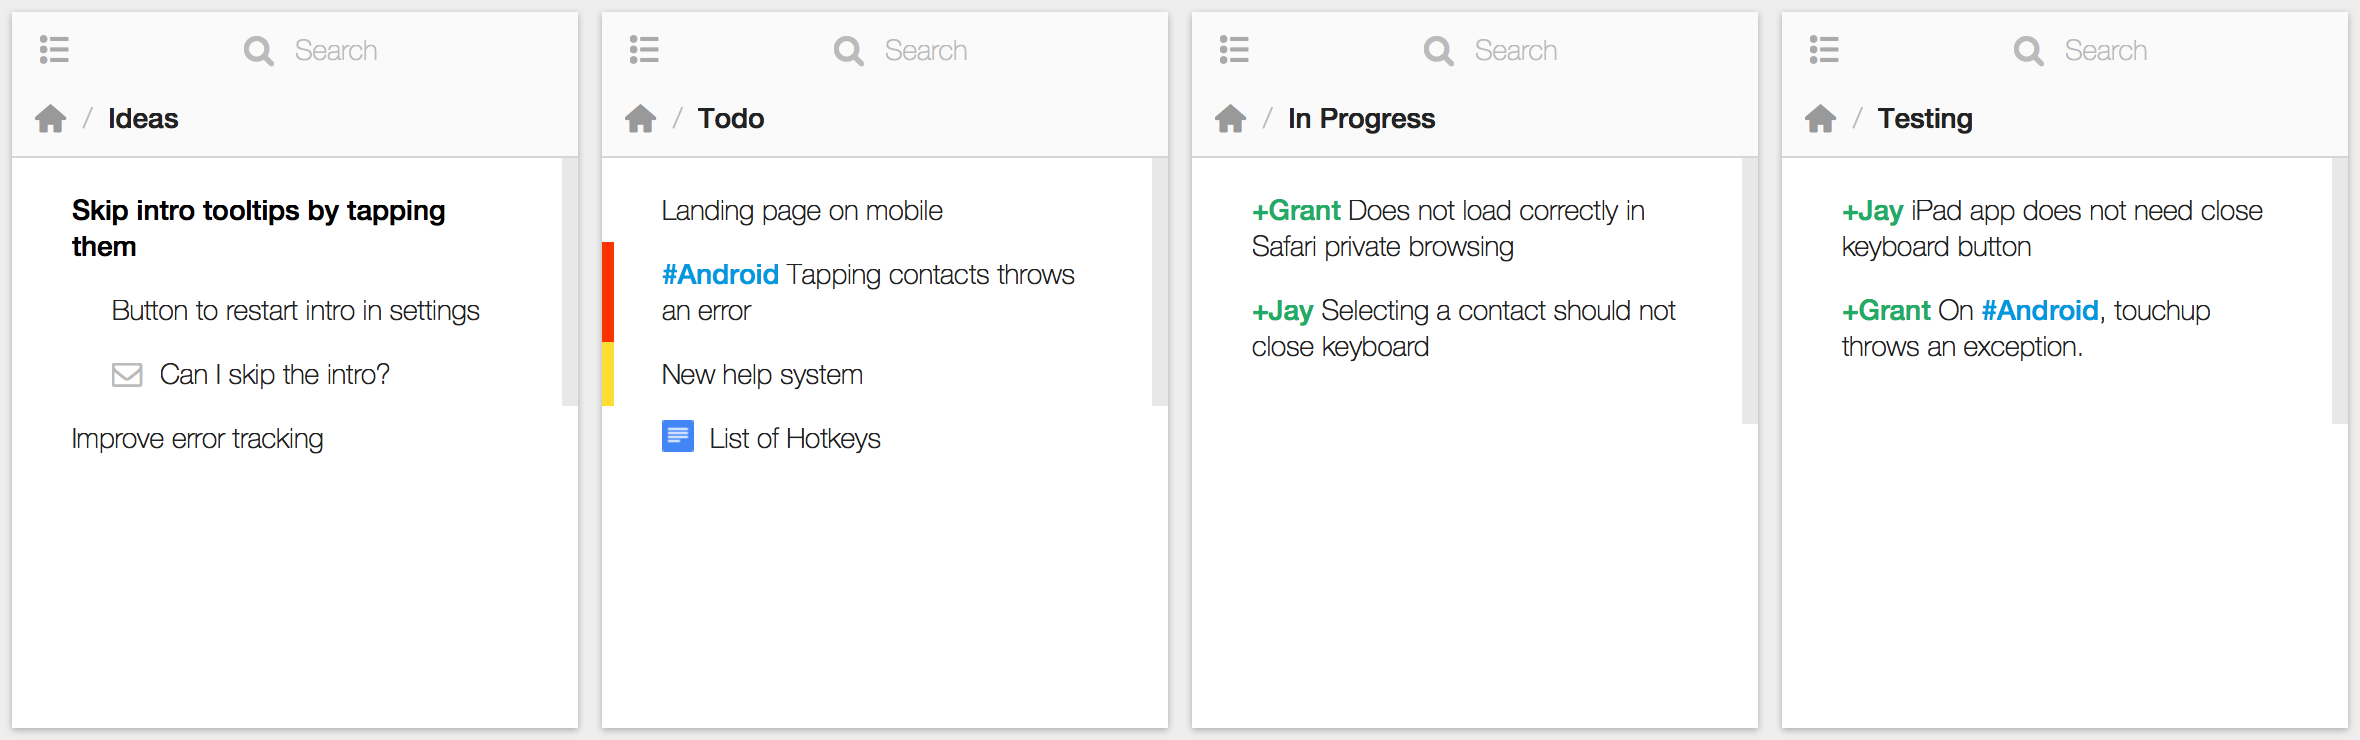 Search
/ Ideas
Skip intro tooltips by tapping
them
Button to restart intro in settings
Can I skip the intro?
Improve error tracking
Search
/ Todo
Landing page on mobile
#Android Tapping contacts throws
an error
New help system
List of Hotkeys
Search
/ In Progress
+Grant Does not load correctly in
Safari private browsing
+Jay Selecting a contact should not
close keyboard
Search
/ Testing
+Jay iPad app does not need close
keyboard button
+Grant On #Android, touchup
throws an exception.